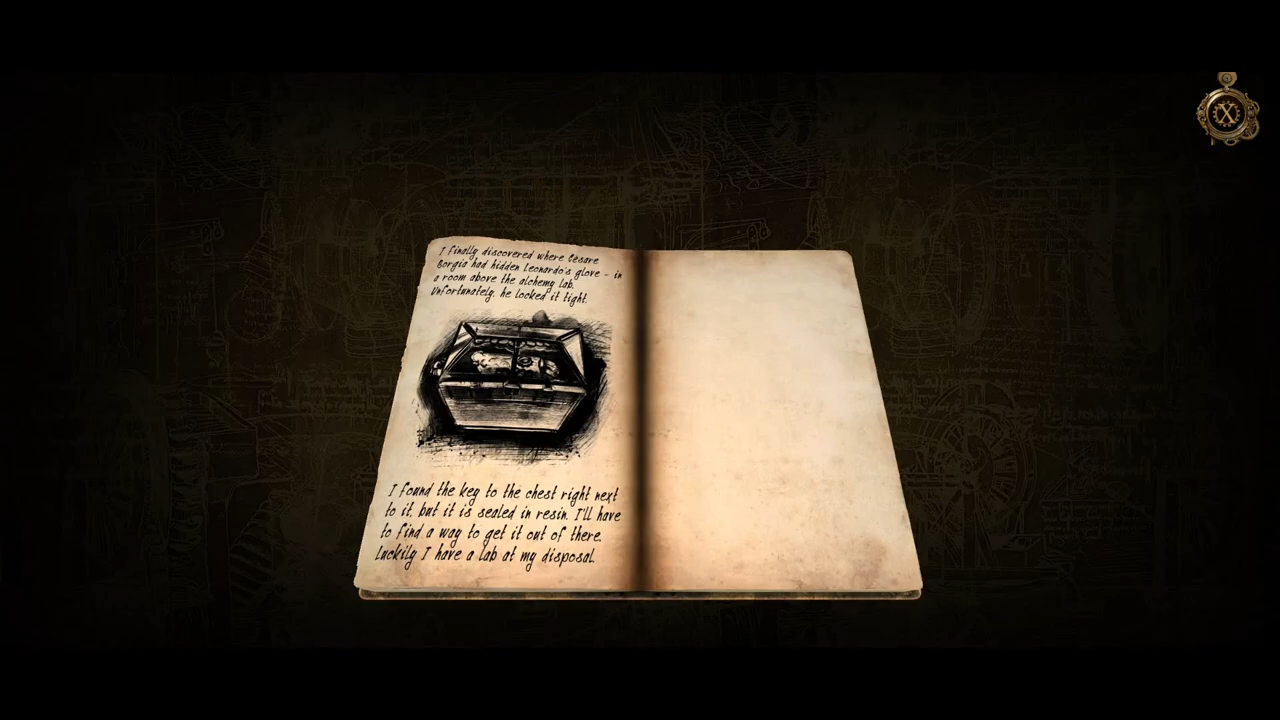 I finally discovered where Cesare
Borgia had hidden Leonardo's glove - in
a room above the alchemy lab.
Unfortunately, he locked it tight.
I found the key to the chest right next
to it, but it is sealed in resin. I'll have
to find a way to get it out of there.
Luckily I have a lab at my disposal.
X